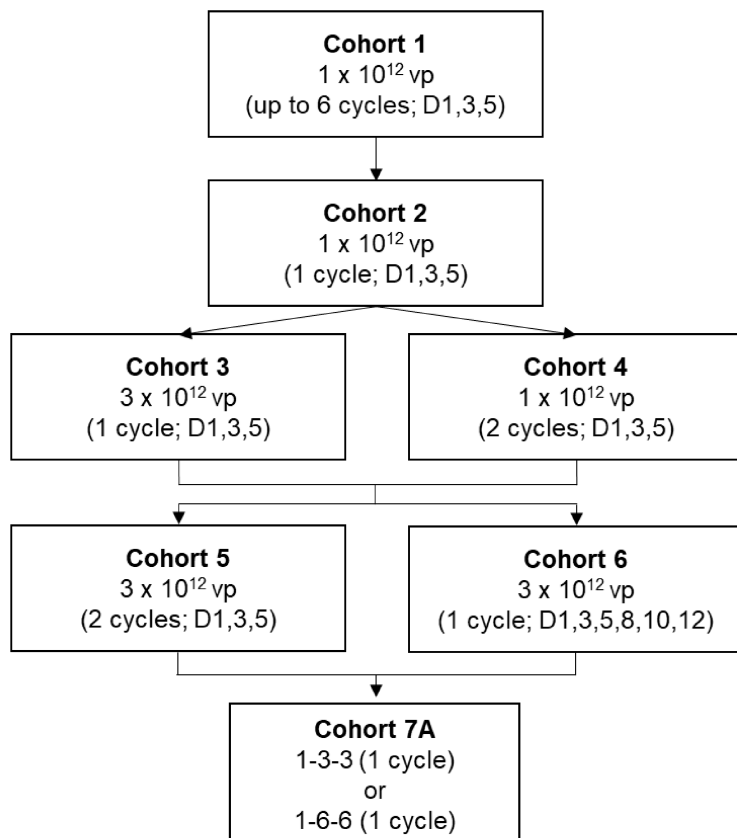 Cohort 1
1 x 10¹² vp
(up to 6 cycles; D1,3,5)
Cohort 2
1 x 10¹² vp
(1 cycle; D1,3,5)
Cohort 3
3 x 10¹² vp
(1 cycle; D1,3,5)
Cohort 4
1 x 10¹² vp
(2 cycles; D1,3,5)
Cohort 5
3 x 10¹² vp
(2 cycles; D1,3,5)
Cohort 6
3 x 10¹² vp
(1 cycle; D1,3,5,8,10,12)
Cohort 7A
1-3-3 (1 cycle)
or
1-6-6 (1 cycle)